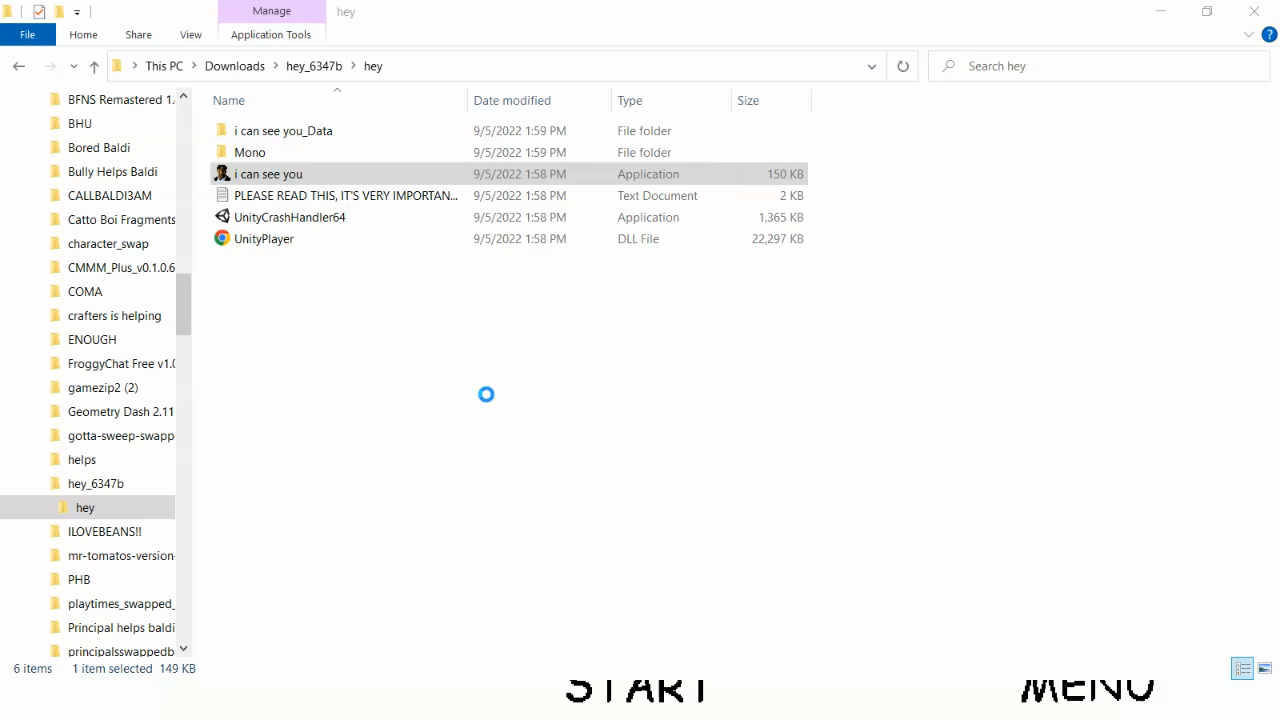 Manage
hey
File
Home
Share
View
Application Tools
This PC
Downloads
hey_6347b
hey
Search hey
Name
Date modified
Type
Size
i can see you_Data
9/5/2022 1:59 PM
File folder
Mono
9/5/2022 1:59 PM
File folder
i can see you
9/5/2022 1:58 PM
Application
150 KB
PLEASE READ THIS, IT'S VERY IMPORTAN...
9/5/2022 1:58 PM
Text Document
2 KB
UnityCrashHandler64
9/5/2022 1:58 PM
Application
1,365 KB
UnityPlayer
9/5/2022 1:58 PM
DLL File
22,297 KB
BFNS Remastered 1.
BHU
Bored Baldi
Bully Helps Baldi
CALLBALDI3AM
Catto Boi Fragments
character_swap
CMMM_Plus_v0.1.0.6
COMA
crafters is helping
ENOUGH
FroggyChat Free v1.0
gamezip2 (2)
Geometry Dash 2.11
gotta-sweep-swapp
helps
hey_6347b
hey
ILOVEBEANS!!
mr-tomatos-version-
PHB
playtimes_swapped_
Principal helps baldi
principalsswappedb
6 items
1 item selected
149 KB
START
MENU